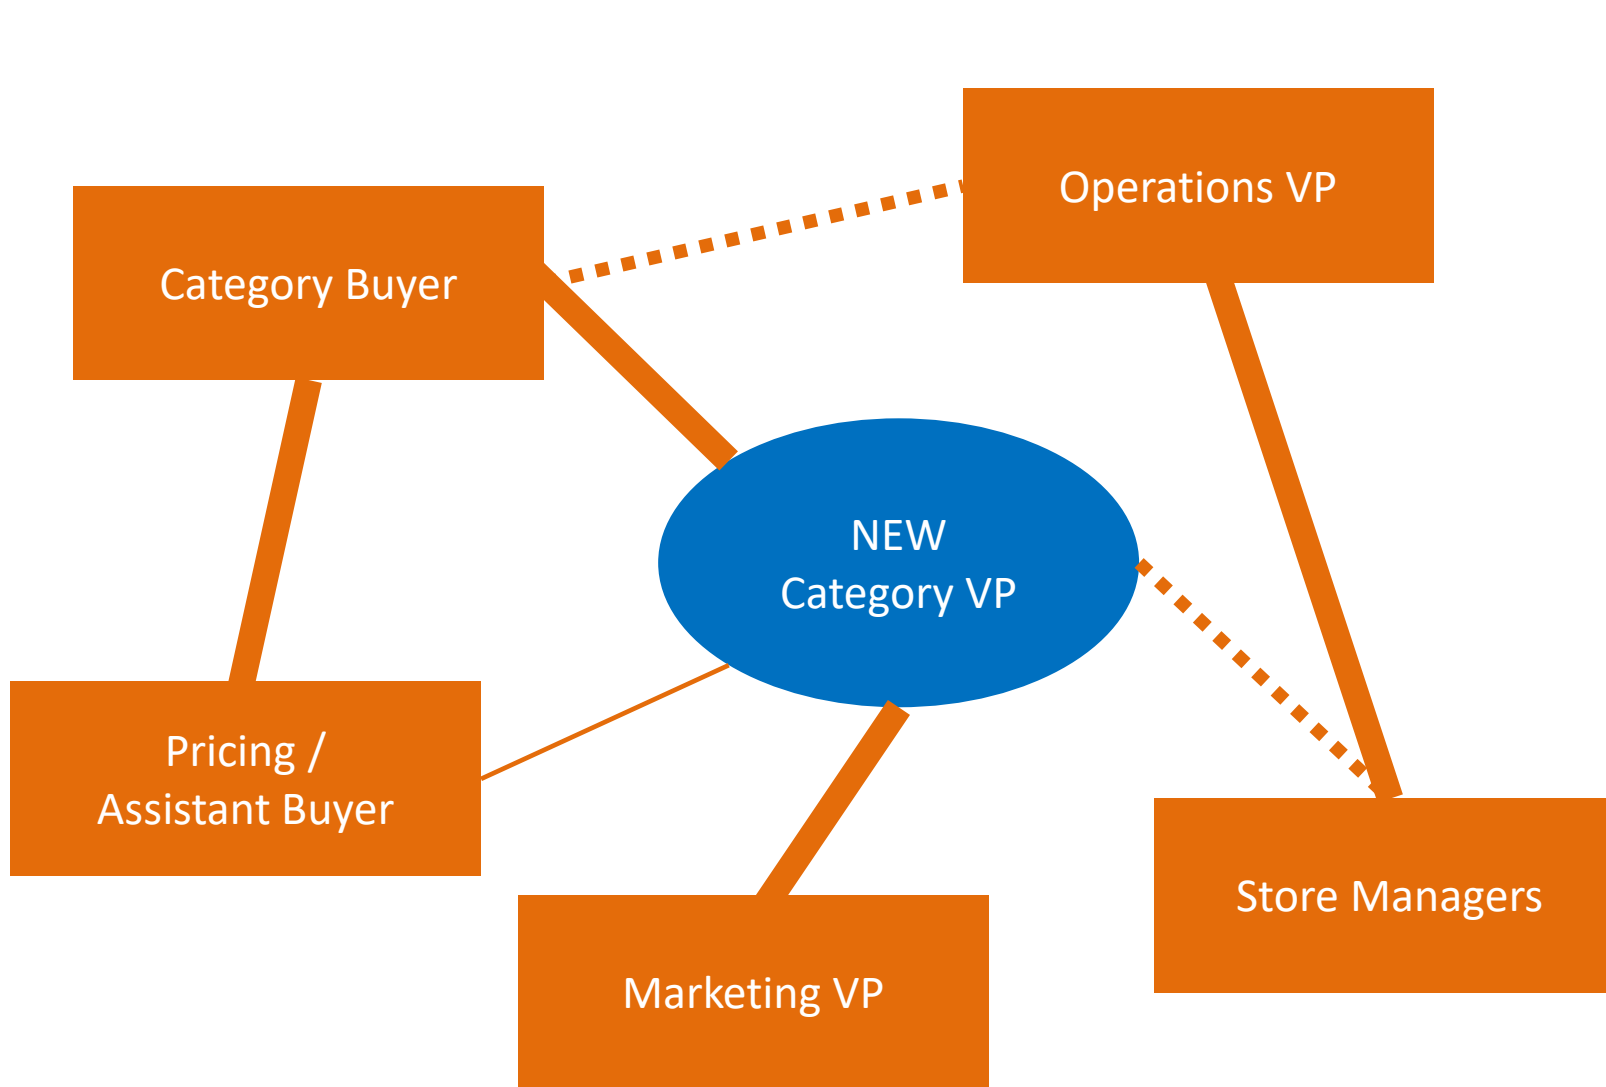 Operations VP
Category Buyer
NEW
Category VP
Pricing /
Assistant Buyer
Store Managers
Marketing VP